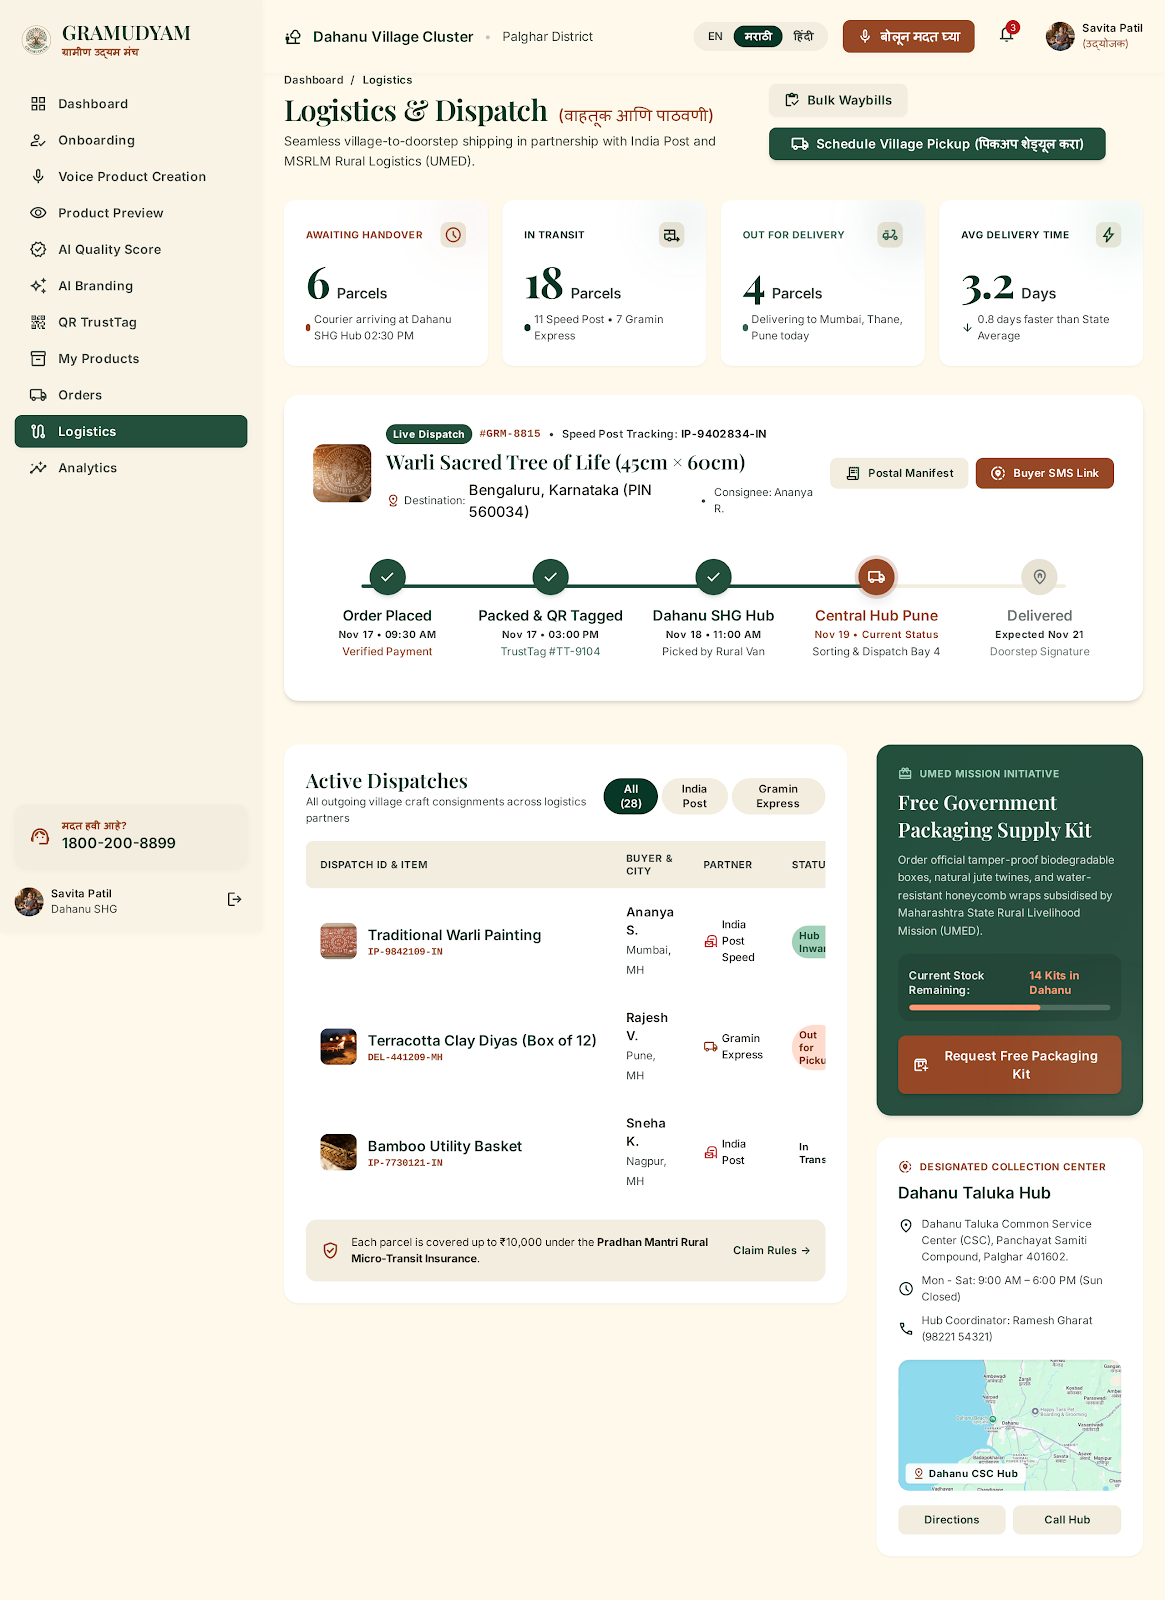 GRAMUDYAM
ग्रामीण उद्यम मंच
Dashboard
Onboarding
Voice Product Creation
Product Preview
AI Quality Score
AI Branding
QR TrustTag
My Products
Orders
Logistics
Analytics
मदत हवी आहे?
1800-200-8899
Savita Patil
Dahanu SHG
Dahanu Village Cluster • Palghar District
EN मराठी हिंदी
बोलून मदत घ्या
3
Savita Patil
(उद्योजक)
Dashboard / Logistics
Logistics & Dispatch (वाहतूक आणि पाठवणी)
Seamless village-to-doorstep shipping in partnership with India Post and
MSRLM Rural Logistics (UMED).
Bulk Waybills
Schedule Village Pickup (पिकअप शेड्यूल करा)
AWAITING HANDOVER
6 Parcels
Courier arriving at Dahanu
SHG Hub 02:30 PM
IN TRANSIT
18 Parcels
11 Speed Post • 7 Gramin
Express
OUT FOR DELIVERY
4 Parcels
Delivering to Mumbai, Thane,
Pune today
AVG DELIVERY TIME
3.2 Days
0.8 days faster than State
Average
Live Dispatch #GRM-8815 • Speed Post Tracking: IP-9402834-IN
Warli Sacred Tree of Life (45cm × 60cm)
Destination: Bengaluru, Karnataka (PIN
560034)
• Consignee: Ananya
R.
Postal Manifest
Buyer SMS Link
Order Placed
Nov 17 • 09:30 AM
Verified Payment
Packed & QR Tagged
Nov 17 • 03:00 PM
TrustTag #TT-9104
Dahanu SHG Hub
Nov 18 • 11:00 AM
Picked by Rural Van
Central Hub Pune
Nov 19 • Current Status
Sorting & Dispatch Bay 4
Delivered
Expected Nov 21
Doorstep Signature
Active Dispatches
All outgoing village craft consignments across logistics
partners
All
(28)
India
Post
Gramin
Express
DISPATCH ID & ITEM
BUYER &
CITY
PARTNER
STATU
Traditional Warli Painting
IP-9842109-IN
Ananya
S.
Mumbai,
MH
India
Post
Speed
Hub
Inwar
Terracotta Clay Diyas (Box of 12)
DEL-441209-MH
Rajesh
V.
Pune,
MH
Gramin
Express
Out
for
Picku
Bamboo Utility Basket
IP-7730121-IN
Sneha
K.
Nagpur,
MH
India
Post
In
Trans
Each parcel is covered up to ₹10,000 under the Pradhan Mantri Rural
Micro-Transit Insurance.
Claim Rules →
UMED MISSION INITIATIVE
Free Government
Packaging Supply Kit
Order official tamper-proof biodegradable
boxes, natural jute twines, and water-
resistant honeycomb wraps subsidised by
Maharashtra State Rural Livelihood
Mission (UMED).
Current Stock
Remaining:
14 Kits in
Dahanu
Request Free Packaging
Kit
DESIGNATED COLLECTION CENTER
Dahanu Taluka Hub
Dahanu Taluka Common Service
Center (CSC), Panchayat Samiti
Compound, Palghar 401602.
Mon - Sat: 9:00 AM – 6:00 PM (Sun
Closed)
Hub Coordinator: Ramesh Gharat
(98221 54321)
Dahanu
Dahanu CSC Hub
Directions
Call Hub